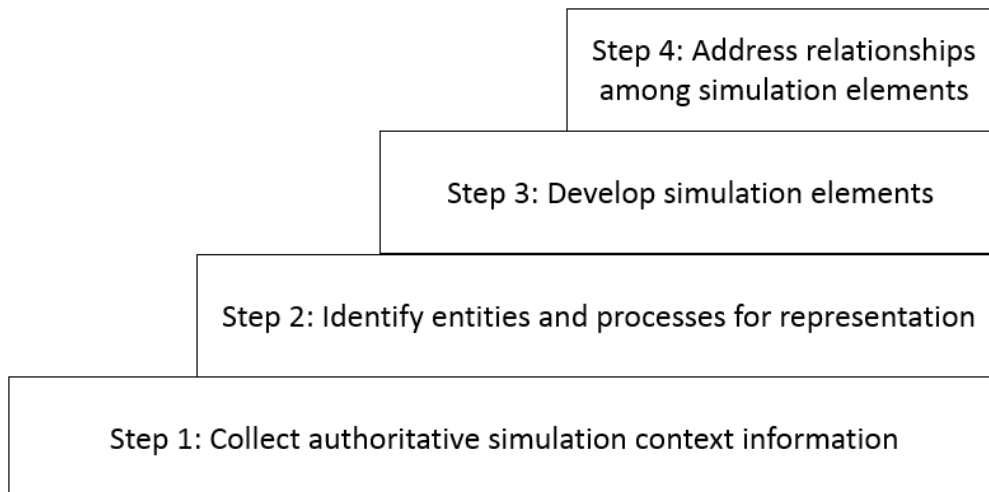 Step 4: Address relationships
among simulation elements
Step 3: Develop simulation elements
Step 2: Identify entities and processes for representation
Step 1: Collect authoritative simulation context information